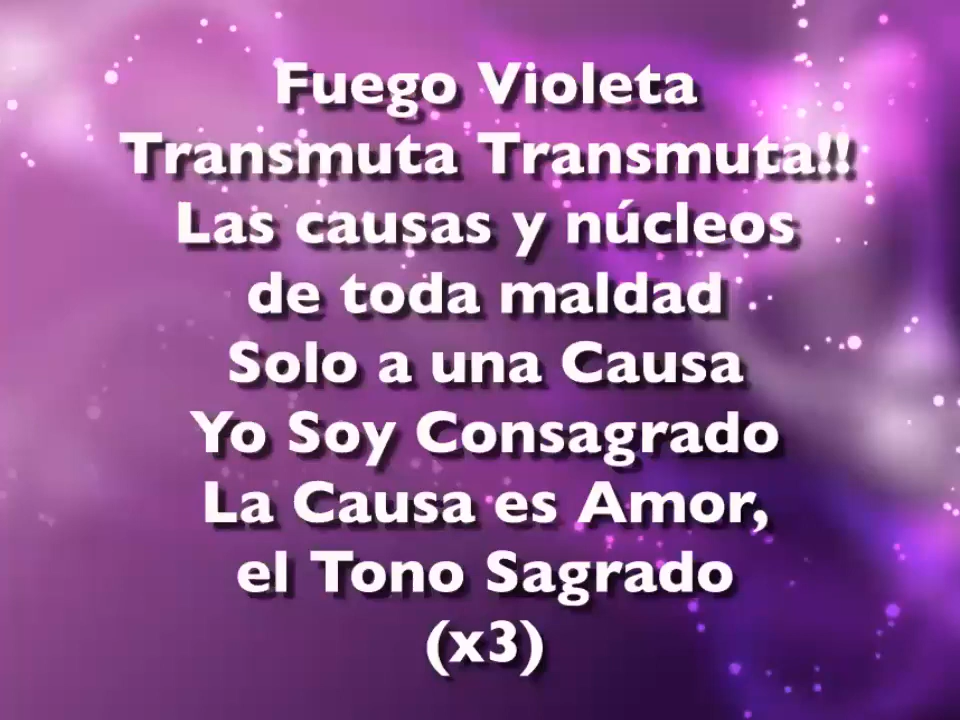 Fuego Violeta
Transmuta Transmuta!!
Las causas y núcleos
de toda maldad
Solo a una Causa
Yo Soy Consagrado
La Causa es Amor,
el Tono Sagrado
(x3)